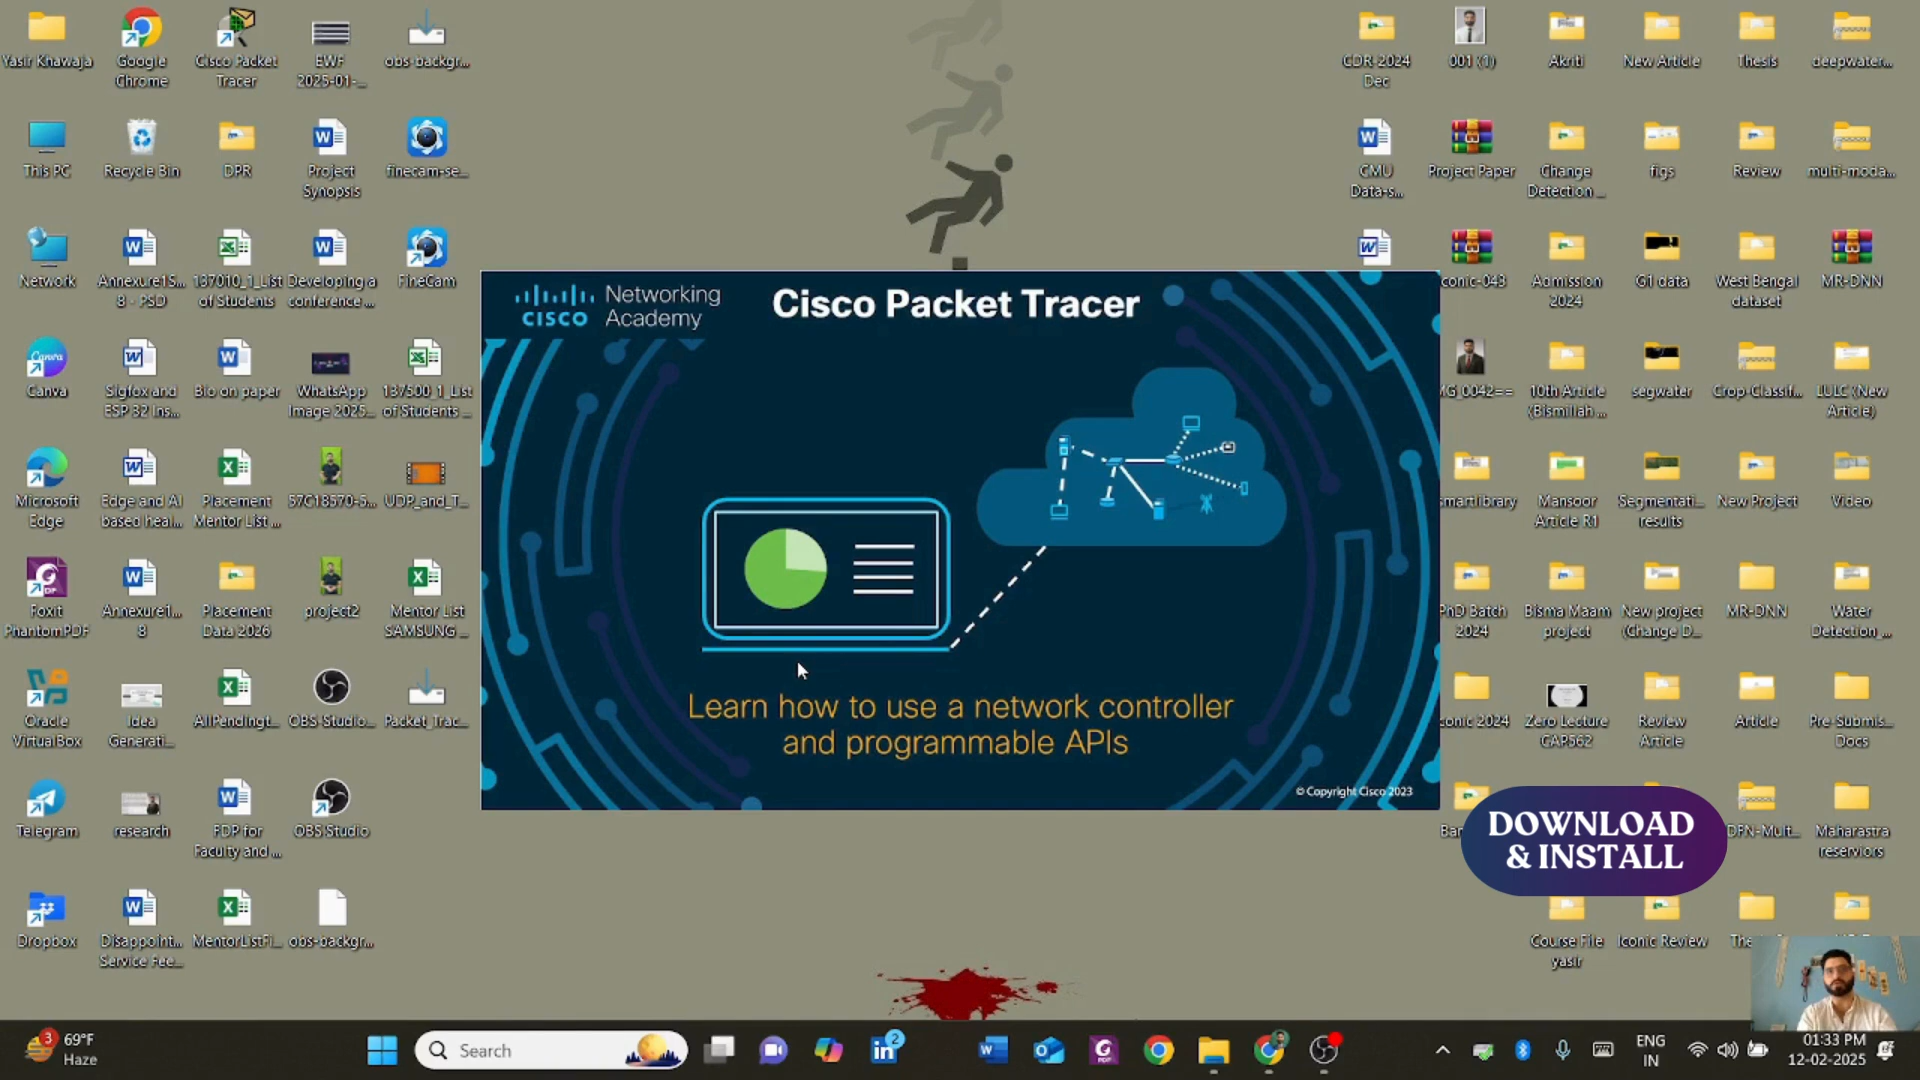 Yasir Khawaja
Google
Chrome
Cisco Packet
Tracer
EWF
2025-01-...
obs-backgr...
CDR-2024
Dec
001 (1)
Akriti
New Article
Thesis
deepwater...
This PC
Recycle Bin
DPR
Project
Synopsis
finecam-se...
CMU
Data-s...
Project Paper
Change
Detection ...
figs
Review
multi-moda...
Network
Annexure1S...
8 - PSD
137010_1_List
of Students
Developing a
conference ...
FineCam
Iconic-043
Admission
2024
GII data
West Bengal
dataset
MR-DNN
CISCO
Networking
Academy
Cisco Packet Tracer
Canva
Sigfox and
ESP 32 Ins...
Bio on paper
WhatsApp
Image 2025...
137500_1_List
of Students ...
MG_0042==
10th Article
(Bismillah ...
segwater
Crop-Classif...
LULC (New
Article)
Microsoft
Edge
Edge and AI
based heal...
Placement
Mentor List ...
57C18570-5...
UDP_and_T...
smartlibrary
Mansoor
Article R1
Segmentati...
results
New Project
Video
Foxit
PhantomPDF
Annexure1...
8
Placement
Data 2026
project2
Mentor List
SAMSUNG ...
PhD Batch
2024
Bisma Maam
project
New project
(Change D...
MR-DNN
Water
Detection_...
Oracle
VirtualBox
Idea
Generati...
AllPendingt...
OBS-Studio...
Packet_Trac...
Iconic 2024
Zero Lecture
CAP562
Review
Article
Article
Pre-Submis...
Docs
Learn how to use a network controller
and programmable APIs
© Copyright Cisco 2023
Telegram
research
FDP for
Faculty and ...
OBS Studio
DOWNLOAD
& INSTALL
DFN-Mult...
Maharastra
reserviors
Dropbox
Disappoint...
Service Fee...
MentorListFi...
obs-backgr...
Course File
yasir
Iconic Review
3
69°F
Haze
Search
2
ENG
IN
01:33 PM
12-02-2025